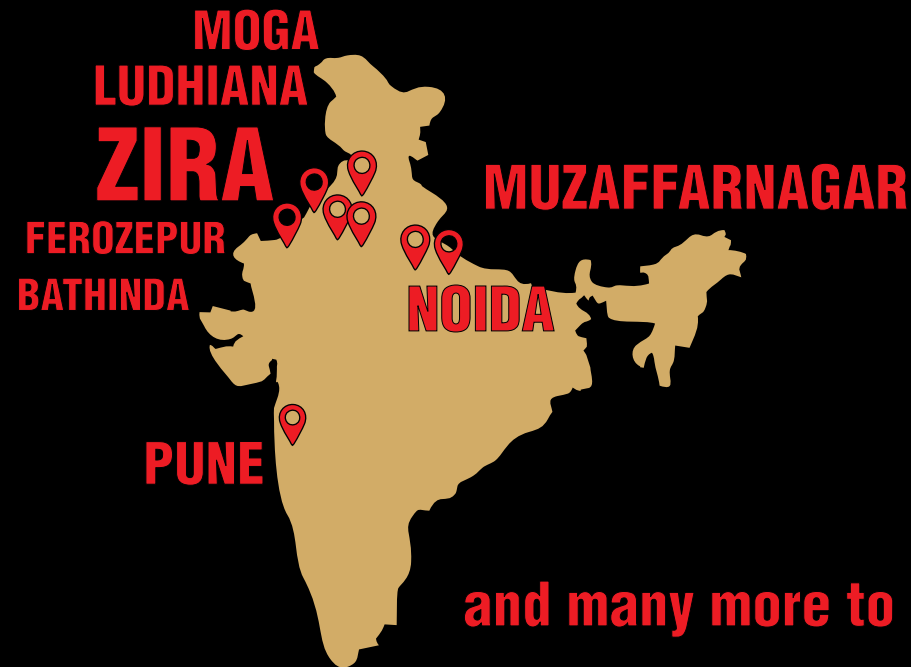 MOGA
LUDHIANA
ZIRA
MUZAFFARNAGAR
FEROZEPUR
BATHINDA
NOIDA
PUNE
and many more to